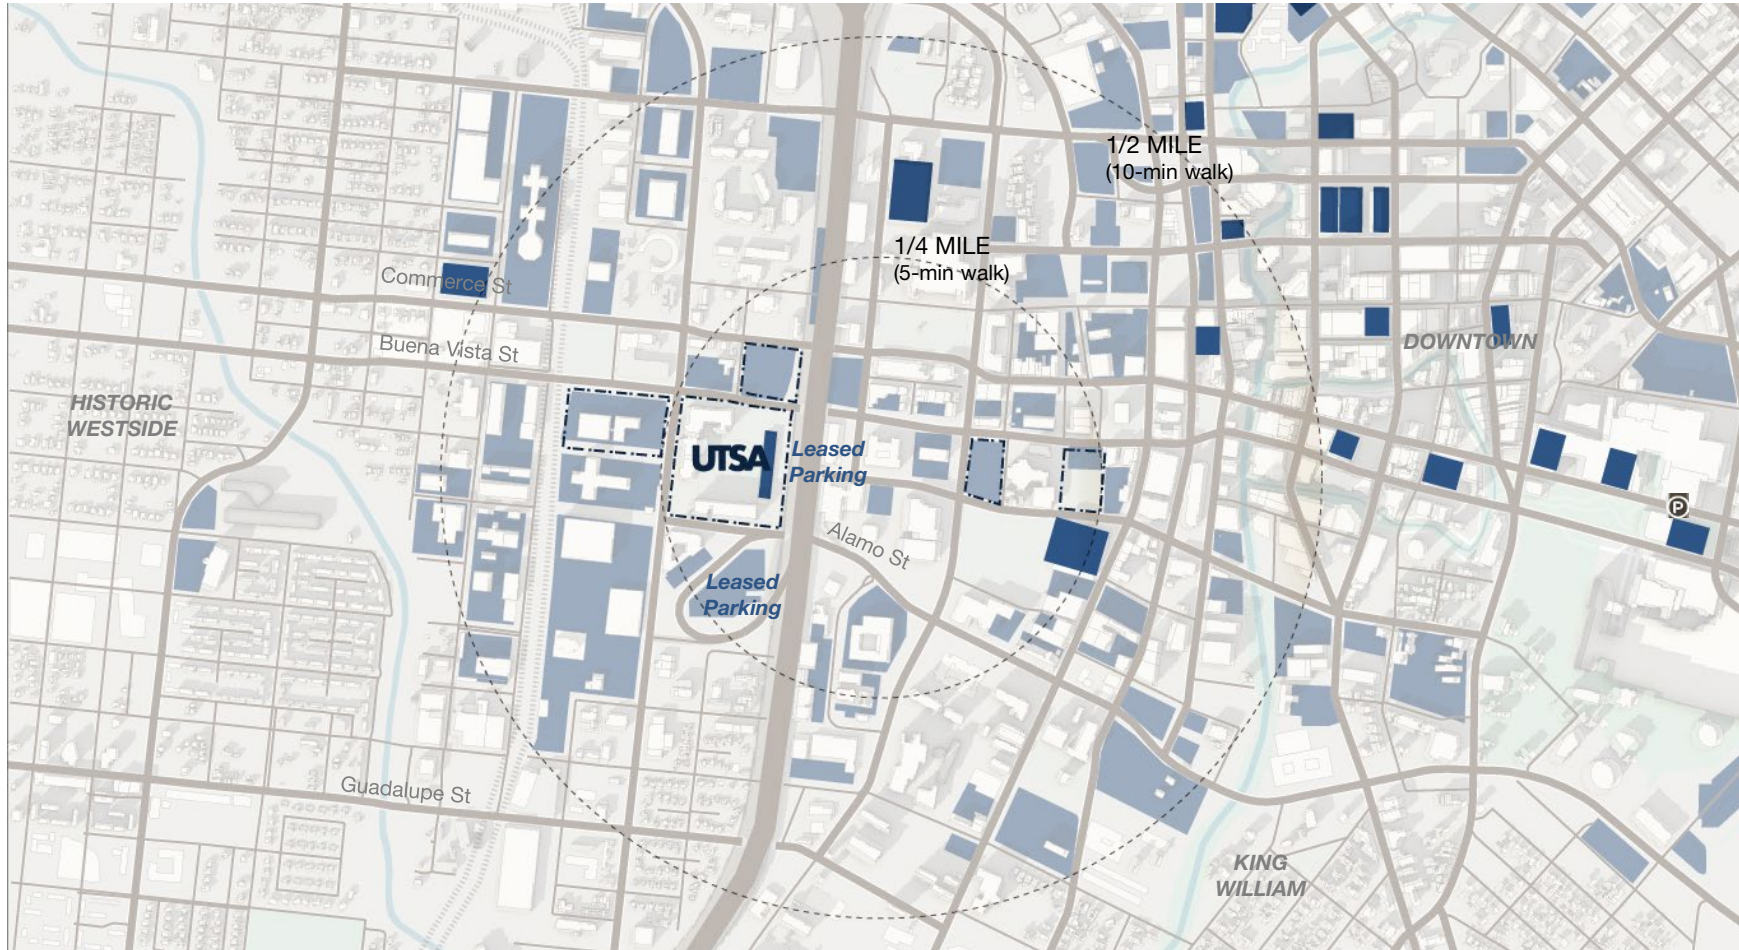 1/2 MILE
(10-min walk)
1/4 MILE
(5-min walk)
Commerce St
Buena Vista St
DOWNTOWN
HISTORIC
WESTSIDE
UTSA
Leased
Parking
P
Alamo St
Leased
Parking
Guadalupe St
KING
WILLIAM